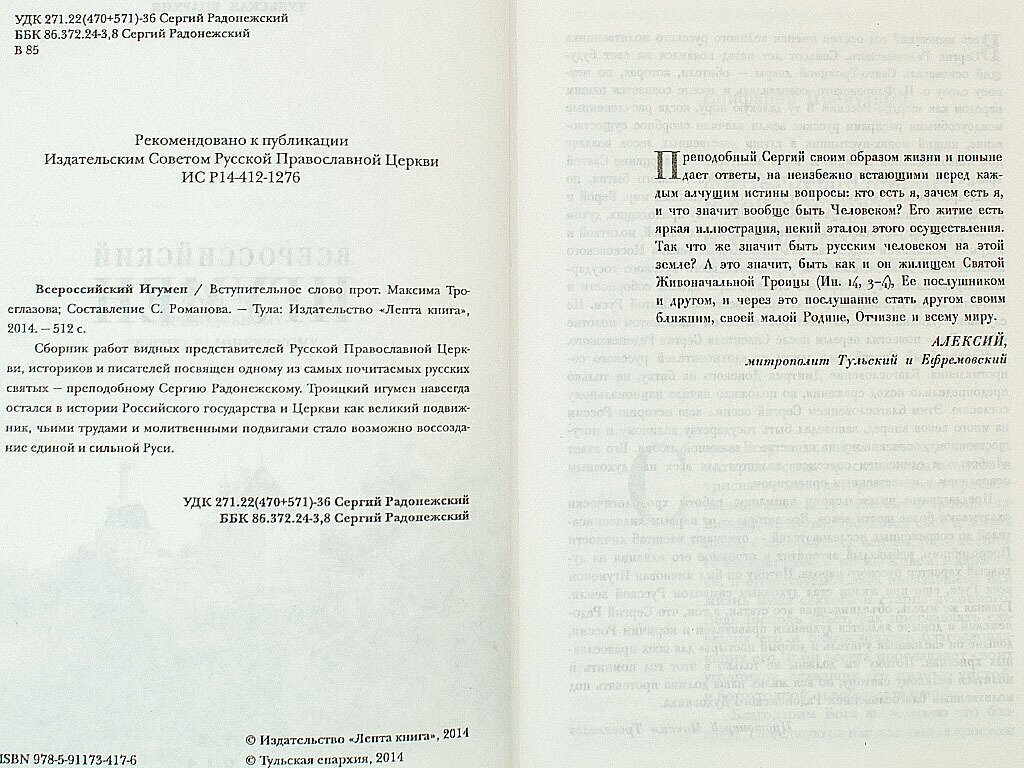 УДК 271.22(470+571)-36 Сергий Радонежский
ББК 86.372.24-3,8 Сергий Радонежский
В 85
Рекомендовано к публикации
Издательским Советом Русской Православной Церкви
ИС Р14-412-1276
Всероссийский Игумен / Вступительное слово прот. Максима Тро-
еглазова; Составление С. Романова. — Тула: Издательство «Лепта книга»,
2014. – 512 с.
Сборник работ видных представителей Русской Православной Церк-
ви, историков и писателей посвящен одному из самых почитаемых русских
святых – преподобному Сергию Радонежскому. Троицкий игумен навсегда
остался в истории Российского государства и Церкви как великий подвиж-
ник, чьими трудами и молитвенными подвигами стало возможно воссозда-
ние единой и сильной Руси.
УДК 271.22(470+571)-36 Сергий Радонежский
ББК 86.372.24-3,8 Сергий Радонежский
© Издательство «Лепта книга», 2014
ISBN 978-5-91173-417-6
© Тульская епархия, 2014
Преподобный Сергий своим образом жизни и поныне
дает ответы, на неизбежно встающими перед каж-
дым алчущим истины вопросы: кто есть я, зачем есть я,
и что значит вообще быть Человеком? Его житие есть
яркая иллюстрация, некий эталон этого осуществления.
Так что же значит быть русским человеком на этой
земле? А это значит, быть как и он жилищем Святой
Живоначальной Троицы (Ин. 14, 3–4), Ее послушником
и другом, и через это послушание стать другом своим
ближним, своей малой Родине, Отчизне и всему миру.
АЛЕКСИЙ,
митрополит Тульский и Ефремовский